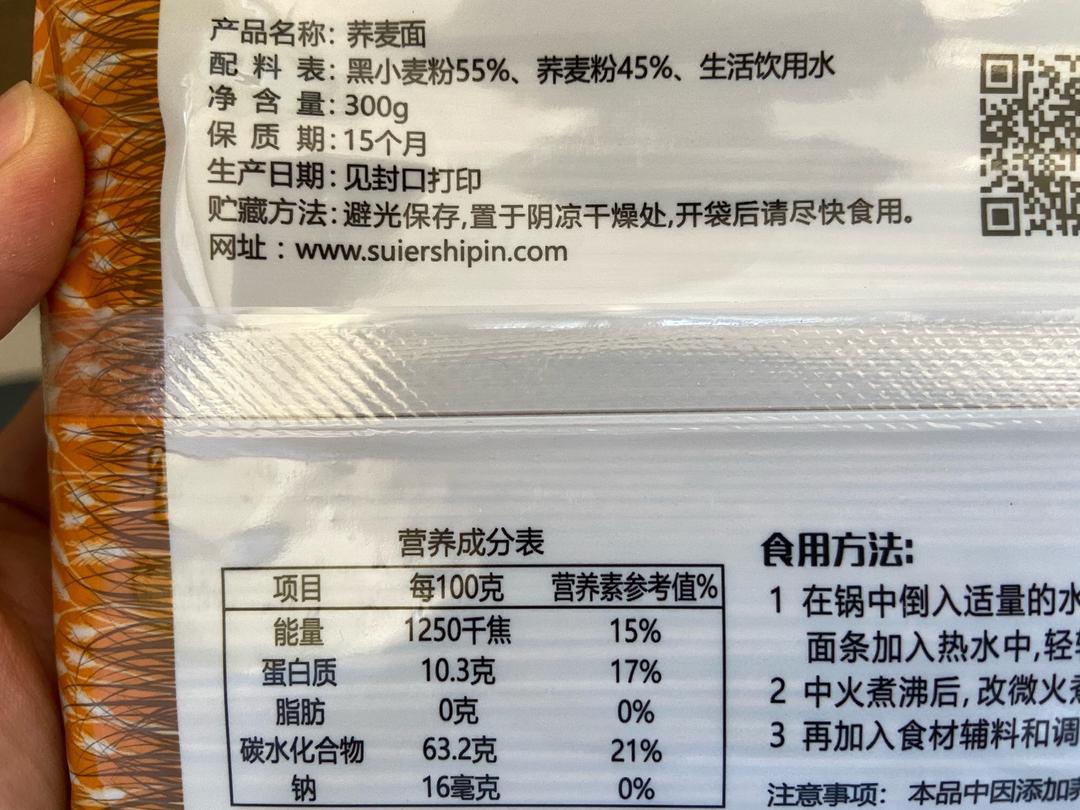 产品名称: 荞麦面
配 料 表: 黑小麦粉55%、荞麦粉45%、生活饮用水
净 含 量: 300g
保 质 期: 15个月
生产日期: 见封口打印
贮藏方法: 避光保存,置于阴凉干燥处,开袋后请尽快食用。
网址: www.suiershipin.com
营养成分表
项目 每100克 营养素参考值%
能量 1250千焦 15%
蛋白质 10.3克 17%
脂肪 0克 0%
碳水化合物 63.2克 21%
钠 16毫克 0%
食用方法:
1 在锅中倒入适量的水
面条加入热水中,轻
2 中火煮沸后,改微火煮
3 再加入食材辅料和调
注意事项: 本品中因添加